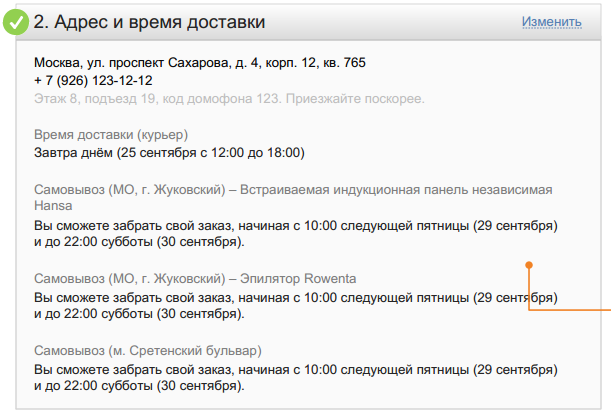 2. Адрес и время доставки
Изменить
Москва, ул. проспект Сахарова, д. 4, корп. 12, кв. 765
+ 7 (926) 123-12-12
Этаж 8, подъезд 19, код домофона 123. Приезжайте поскорее.
Время доставки (курьер)
Завтра днём (25 сентября с 12:00 до 18:00)
Самовывоз (МО, г. Жуковский) – Встраиваемая индукционная панель независимая
Hansa
Вы сможете забрать свой заказ, начиная с 10:00 следующей пятницы (29 сентября)
и до 22:00 субботы (30 сентября).
Самовывоз (МО, г. Жуковский) – Эпилятор Rowenta
Вы сможете забрать свой заказ, начиная с 10:00 следующей пятницы (29 сентября)
и до 22:00 субботы (30 сентября).
Самовывоз (м. Сретенский бульвар)
Вы сможете забрать свой заказ, начиная с 10:00 следующей пятницы (29 сентября)
и до 22:00 субботы (30 сентября).